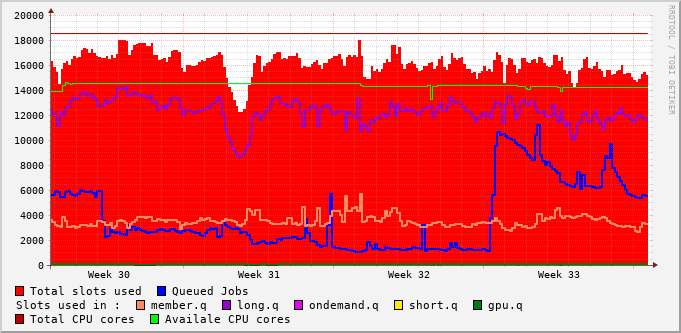 20000
18000
16000
14000
12000
10000
8000
6000
4000
2000
0
Week 30 Week 31 Week 32 Week 33
RRDTOOL / TOBI OETIKER
Total slots used Queued Jobs
Slots used in : member.q long.q ondemand.q short.q gpu.q
Total CPU cores Availale CPU cores